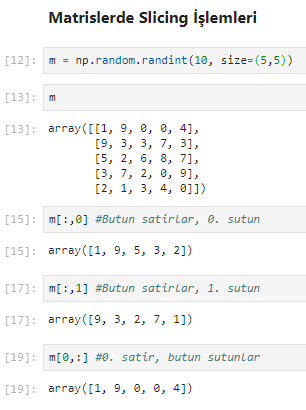 Matrislerde Slicing İşlemleri
[12]: m = np.random.randint(10, size=(5,5))
[13]: m
[13]: array([[1, 9, 0, 0, 4],
[9, 3, 3, 7, 3],
[5, 2, 6, 8, 7],
[3, 7, 2, 0, 9],
[2, 1, 3, 4, 0]])
[15]: m[:,0] #Butun satirlar, 0. sutun
[15]: array([1, 9, 5, 3, 2])
[17]: m[:,1] #Butun satirlar, 1. sutun
[17]: array([9, 3, 2, 7, 1])
[19]: m[0,:] #0. satir, butun sutunlar
[19]: array([1, 9, 0, 0, 4])